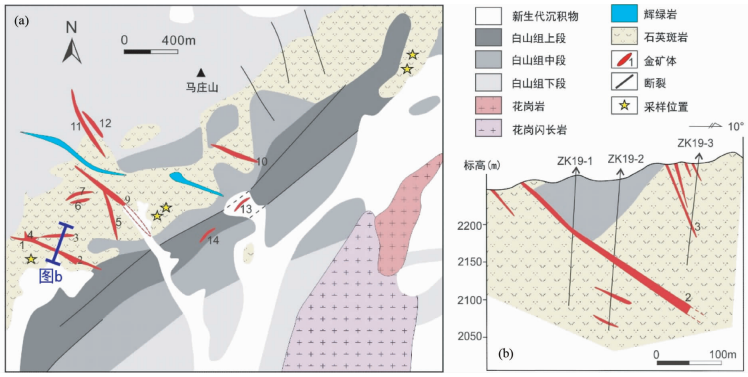 (a)
N
0 400m
马庄山
12
11
10
7
6
9
5
13
14
4
3
1
2
图b
新生代沉积物
白山组上段
白山组中段
白山组下段
花岗岩
花岗闪长岩
辉绿岩
石英斑岩
1 金矿体
断裂
采样位置
10°
标高(m)
ZK19-1
ZK19-2
ZK19-3
2200
2150
2100
2050
3
2
(b)
0 100m